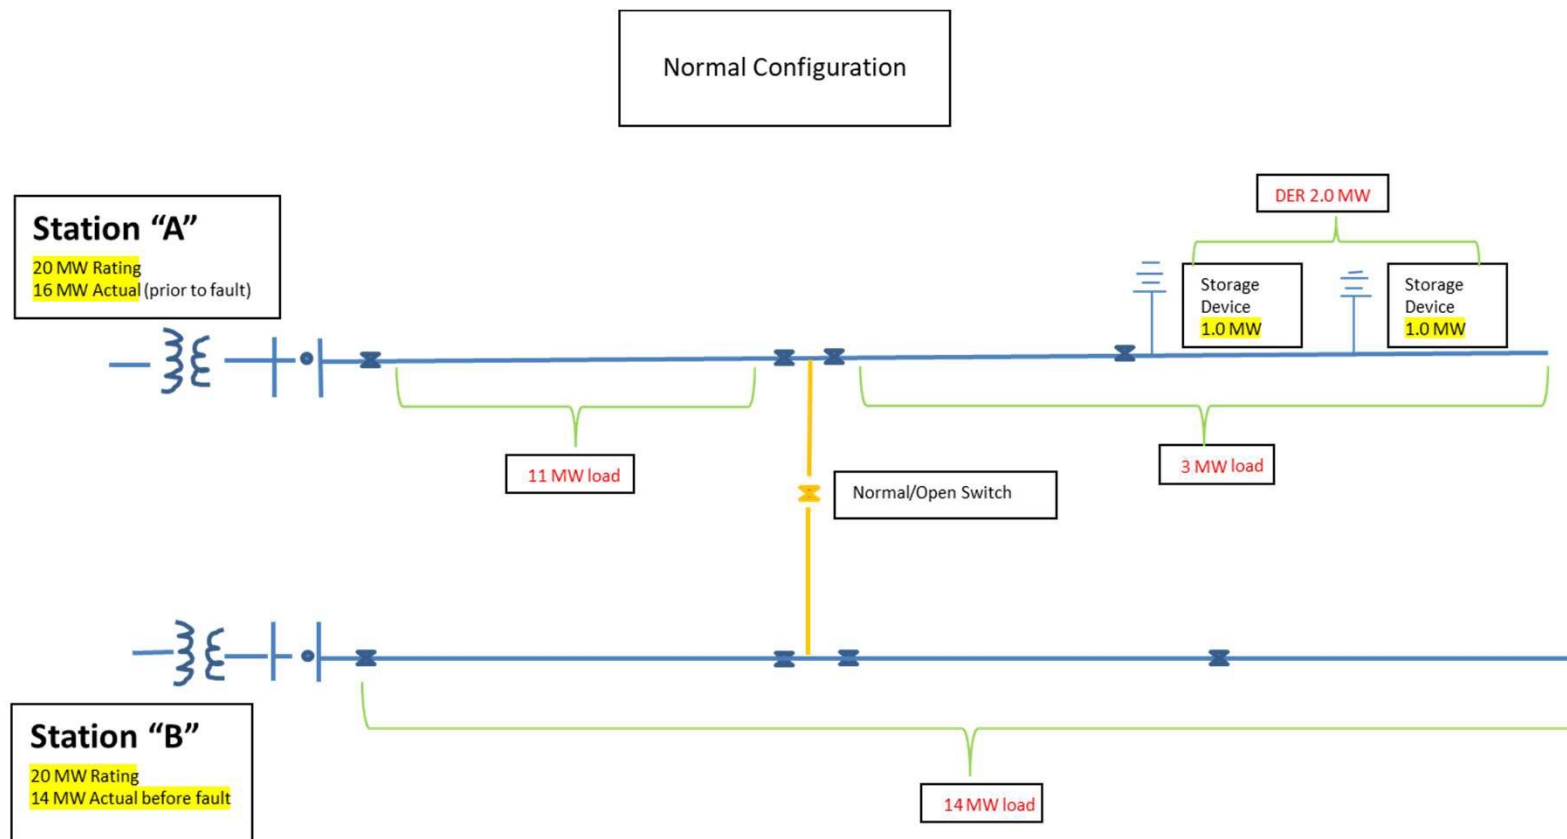 Normal Configuration
DER 2.0 MW
Station “A”
20 MW Rating
16 MW Actual (prior to fault)
Storage
Device
1.0 MW
Storage
Device
1.0 MW
11 MW load
3 MW load
Normal/Open Switch
Station “B”
20 MW Rating
14 MW Actual before fault
14 MW load